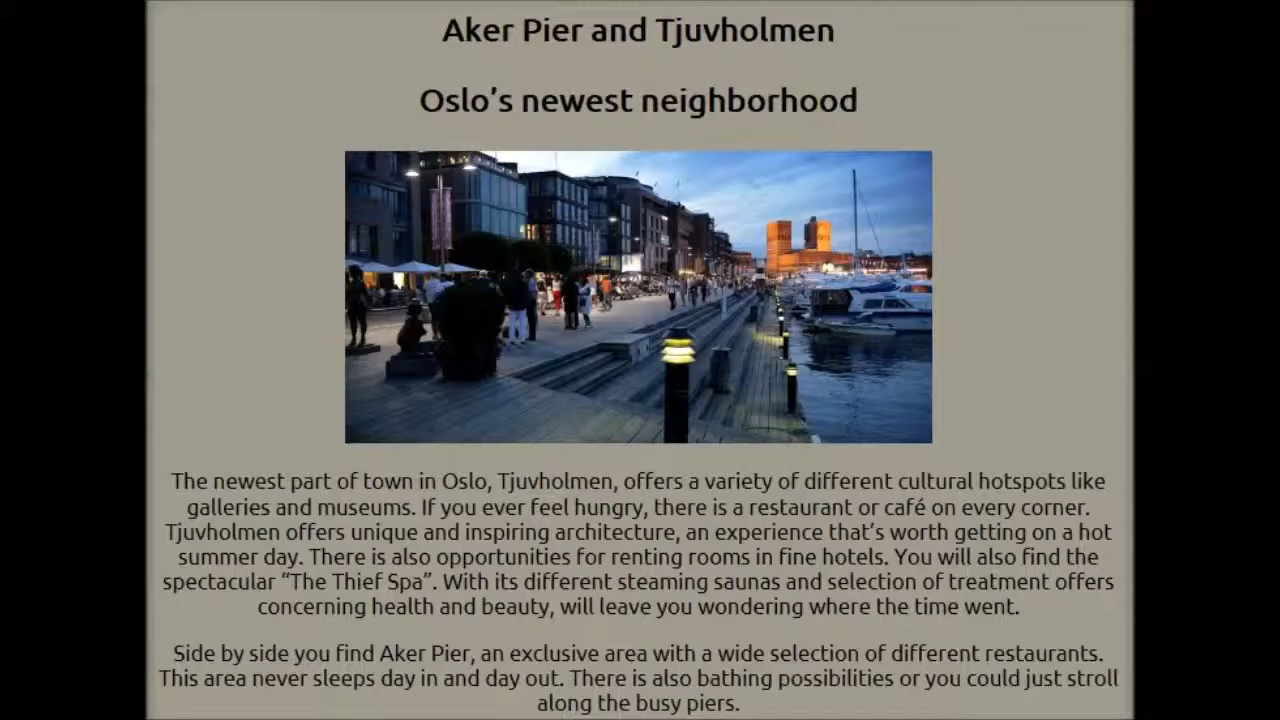 Aker Pier and Tjuvholmen
Oslo’s newest neighborhood
The newest part of town in Oslo, Tjuvholmen, offers a variety of different cultural hotspots like
galleries and museums. If you ever feel hungry, there is a restaurant or café on every corner.
Tjuvholmen offers unique and inspiring architecture, an experience that’s worth getting on a hot
summer day. There is also opportunities for renting rooms in fine hotels. You will also find the
spectacular “The Thief Spa”. With its different steaming saunas and selection of treatment offers
concerning health and beauty, will leave you wondering where the time went.
Side by side you find Aker Pier, an exclusive area with a wide selection of different restaurants.
This area never sleeps day in and day out. There is also bathing possibilities or you could just stroll
along the busy piers.